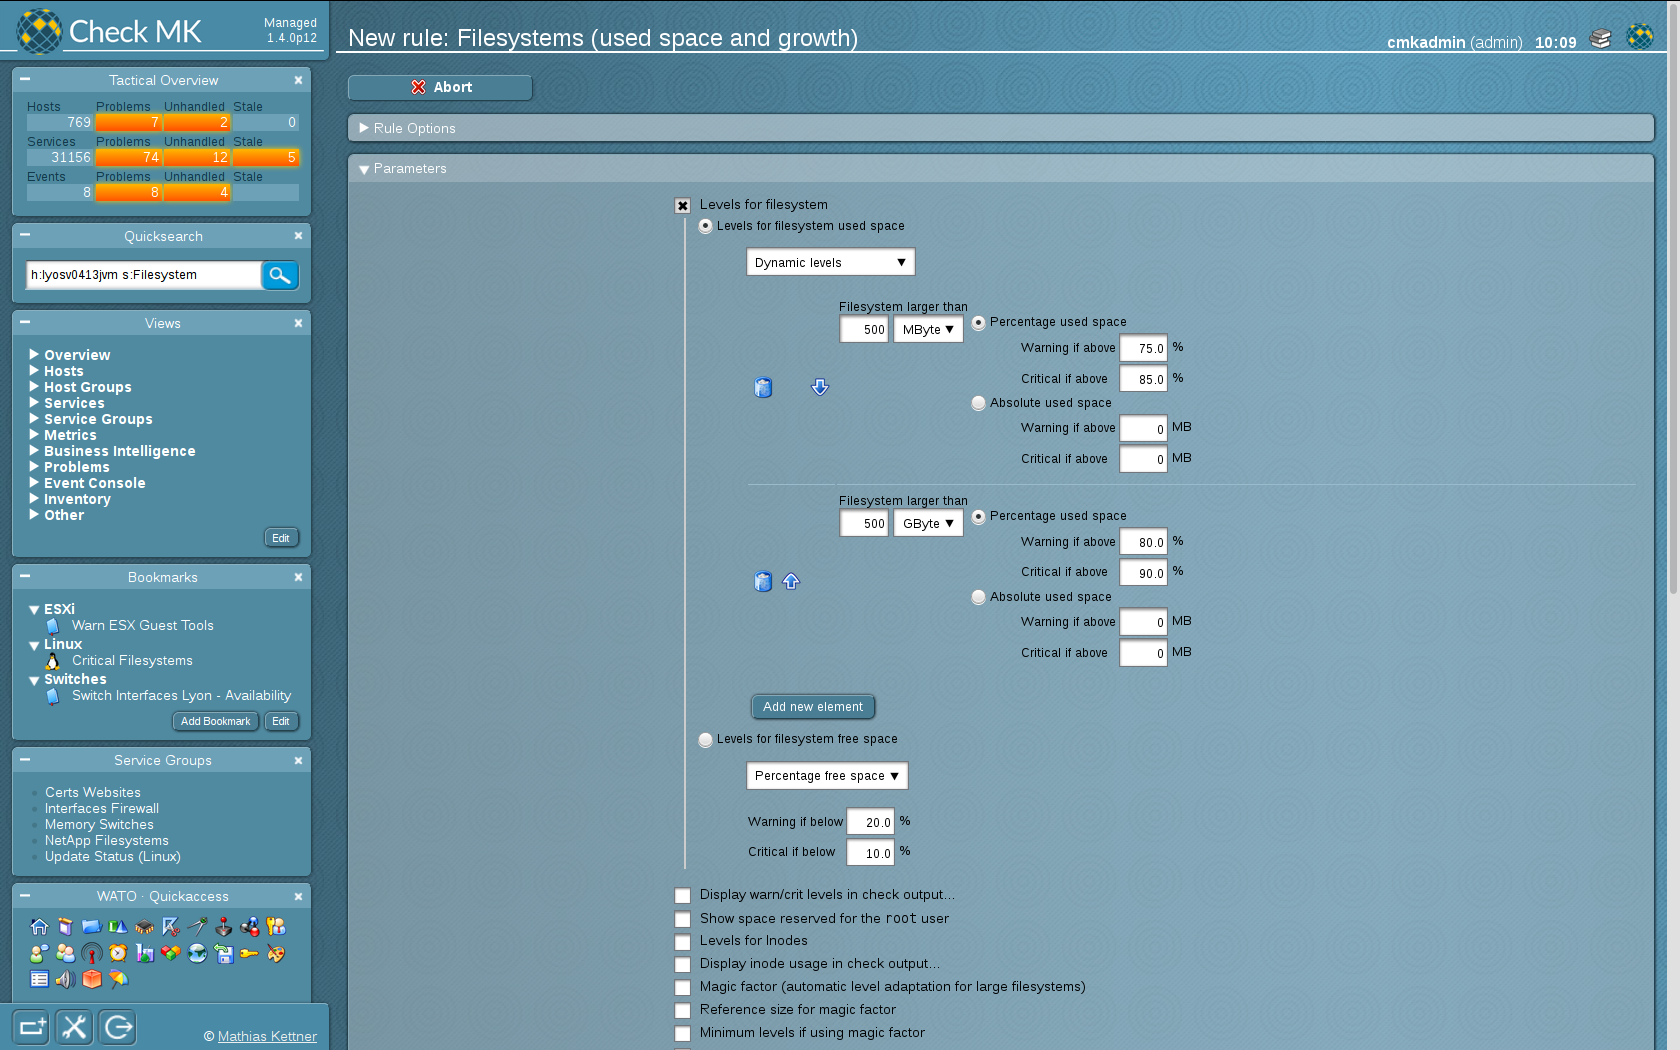 Check MK
Managed
1.4.0p12
New rule: Filesystems (used space and growth)
cmkadmin (admin) 10:09
Tactical Overview
Hosts Problems Unhandled Stale
769 7 2 0
Services Problems Unhandled Stale
31156 74 12 5
Events Problems Unhandled Stale
8 8 4
Quicksearch
h:lyosv0413jvm s:Filesystem
Views
Overview
Hosts
Host Groups
Services
Service Groups
Metrics
Business Intelligence
Problems
Event Console
Inventory
Other
Edit
Bookmarks
ESXi
Warn ESX Guest Tools
Linux
Critical Filesystems
Switches
Switch Interfaces Lyon - Availability
Add Bookmark Edit
Service Groups
Certs Websites
Interfaces Firewall
Memory Switches
NetApp Filesystems
Update Status (Linux)
WATO · Quickaccess
© Mathias Kettner
Abort
Rule Options
Parameters
Levels for filesystem
Levels for filesystem used space
Dynamic levels
Filesystem larger than
500 MByte
Percentage used space
Warning if above 75.0 %
Critical if above 85.0 %
Absolute used space
Warning if above 0 MB
Critical if above 0 MB
Filesystem larger than
500 GByte
Percentage used space
Warning if above 80.0 %
Critical if above 90.0 %
Absolute used space
Warning if above 0 MB
Critical if above 0 MB
Add new element
Levels for filesystem free space
Percentage free space
Warning if below 20.0 %
Critical if below 10.0 %
Display warn/crit levels in check output...
Show space reserved for the root user
Levels for Inodes
Display inode usage in check output...
Magic factor (automatic level adaptation for large filesystems)
Reference size for magic factor
Minimum levels if using magic factor